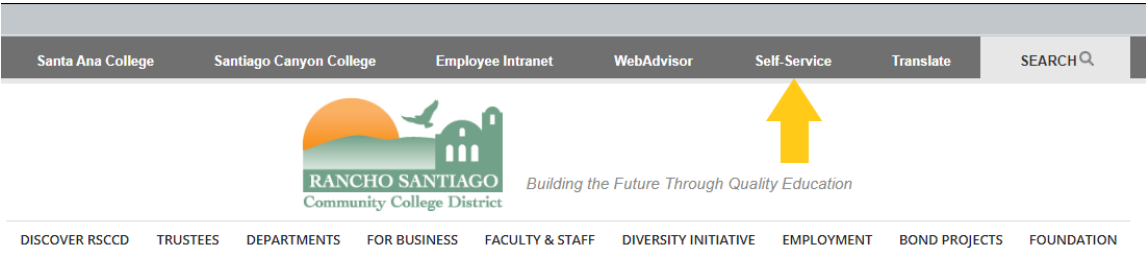 Santa Ana College Santiago Canyon College Employee Intranet WebAdvisor Self-Service Translate SEARCH
RANCHO SANTIAGO
Community College District
Building the Future Through Quality Education
DISCOVER RSCCD TRUSTEES DEPARTMENTS FOR BUSINESS FACULTY & STAFF DIVERSITY INITIATIVE EMPLOYMENT BOND PROJECTS FOUNDATION